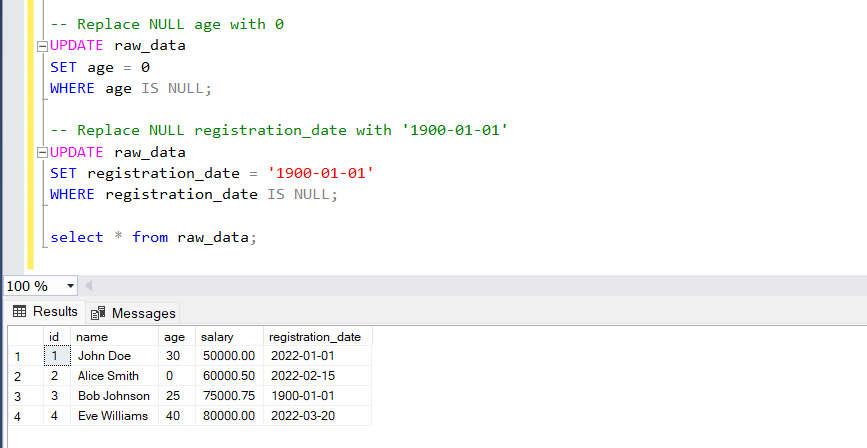 -- Replace NULL age with 0
UPDATE raw_data
SET age = 0
WHERE age IS NULL;
-- Replace NULL registration_date with '1900-01-01'
UPDATE raw_data
SET registration_date = '1900-01-01'
WHERE registration_date IS NULL;
select * from raw_data;
100 %
Results Messages
id name age salary registration_date
1 1 John Doe 30 50000.00 2022-01-01
2 2 Alice Smith 0 60000.50 2022-02-15
3 3 Bob Johnson 25 75000.75 1900-01-01
4 4 Eve Williams 40 80000.00 2022-03-20